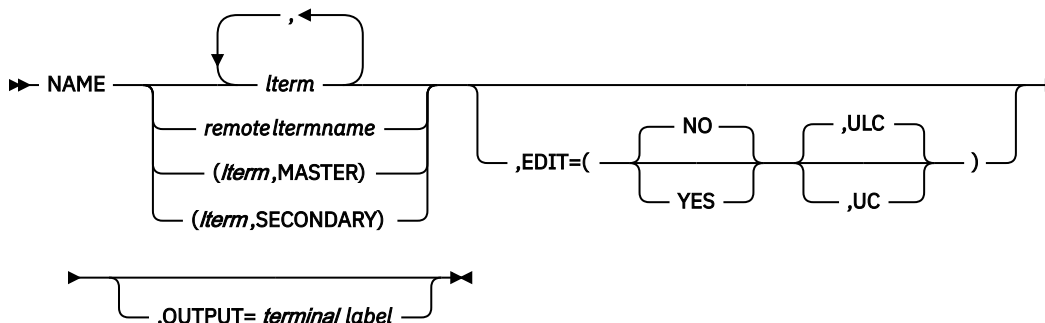 ,
NAME lterm
remoteltermname
(lterm,MASTER)
(lterm,SECONDARY)
NO ,ULC
,EDIT=( )
YES ,UC
,OUTPUT= terminal label